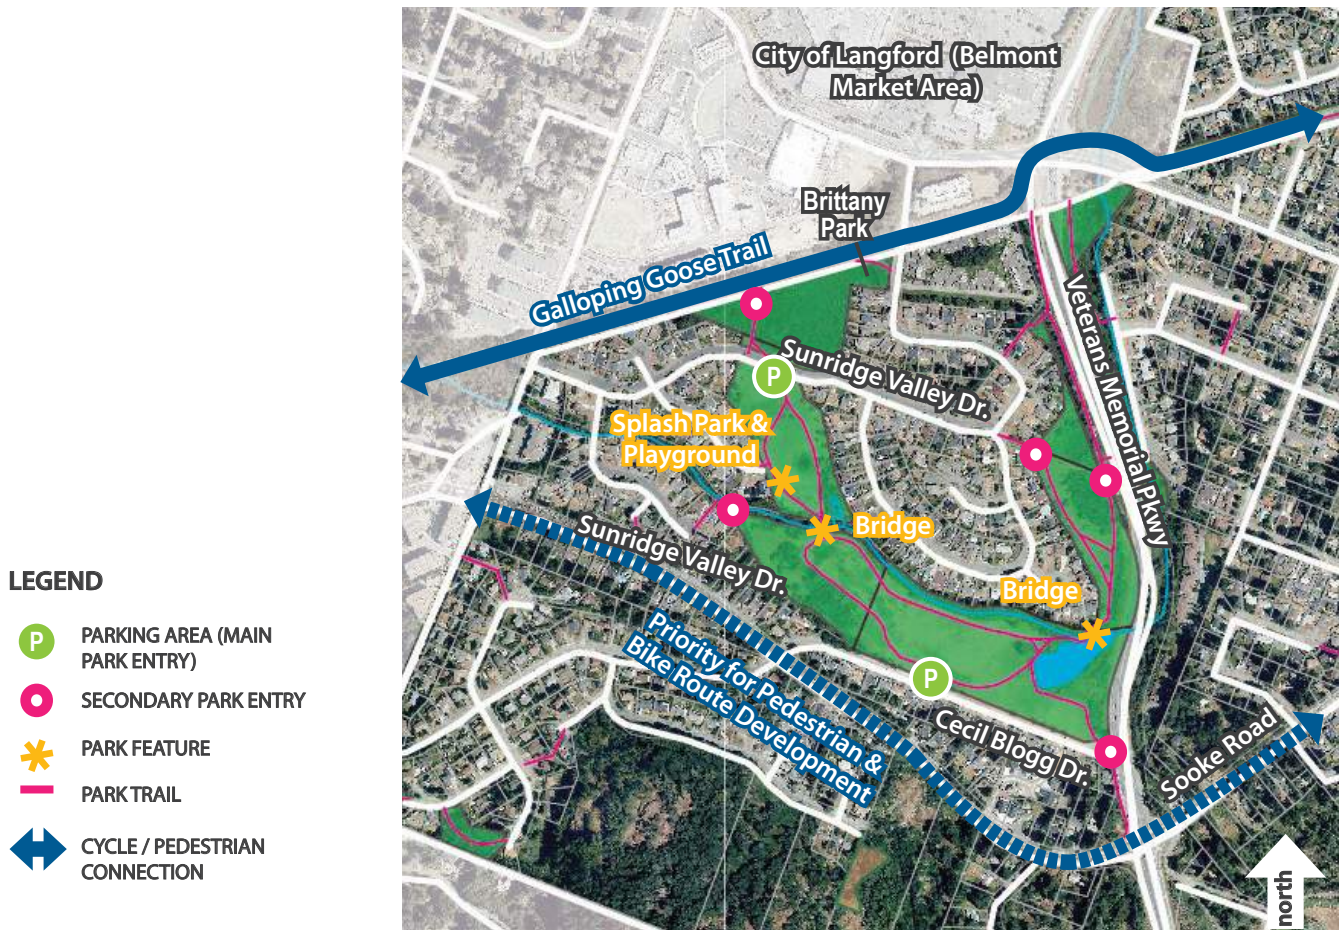 City of Langford (Belmont
Market Area)
Brittany
Park
Galloping Goose Trail
Veterans Memorial Pkwy
Sunridge Valley Dr.
P
Splash Park &
Playground
Bridge
Sunridge Valley Dr.
Bridge
Priority for Pedestrian &
Bike Route Development
P
Cecil Blogg Dr.
Sooke Road
north
LEGEND
P
PARKING AREA (MAIN
PARK ENTRY)
SECONDARY PARK ENTRY
PARK FEATURE
PARK TRAIL
CYCLE / PEDESTRIAN
CONNECTION